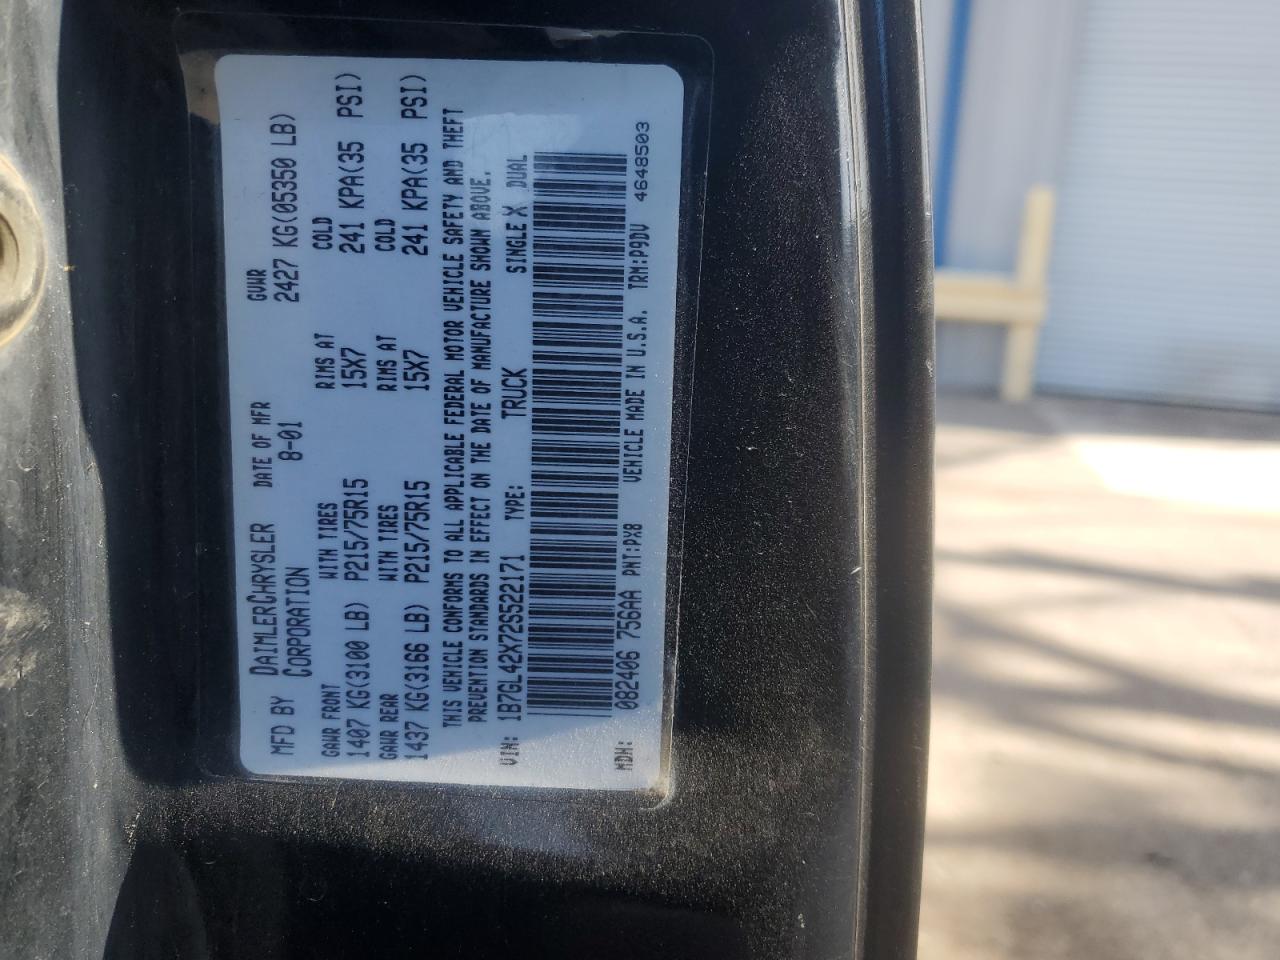 MFD BY DAIMLERCHRYSLER CORPORATION DATE OF MFR 8-01 GVWR 2427 KG(05350 LB)
GAWR FRONT WITH TIRES RIMS AT COLD
1407 KG(3100 LB) P215/75R15 15X7 241 KPA(35 PSI)
GAWR REAR WITH TIRES RIMS AT COLD
1437 KG(3166 LB) P215/75R15 15X7 241 KPA(35 PSI)
THIS VEHICLE CONFORMS TO ALL APPLICABLE FEDERAL MOTOR VEHICLE SAFETY AND THEFT
PREVENTION STANDARDS IN EFFECT ON THE DATE OF MANUFACTURE SHOWN ABOVE.
VIN: 1B7GL42X72S522171 TYPE: TRUCK SINGLE X DUAL
MDH: 082406 756AA PNT:PX8 VEHICLE MADE IN U.S.A. TRM:P9DV 4648503